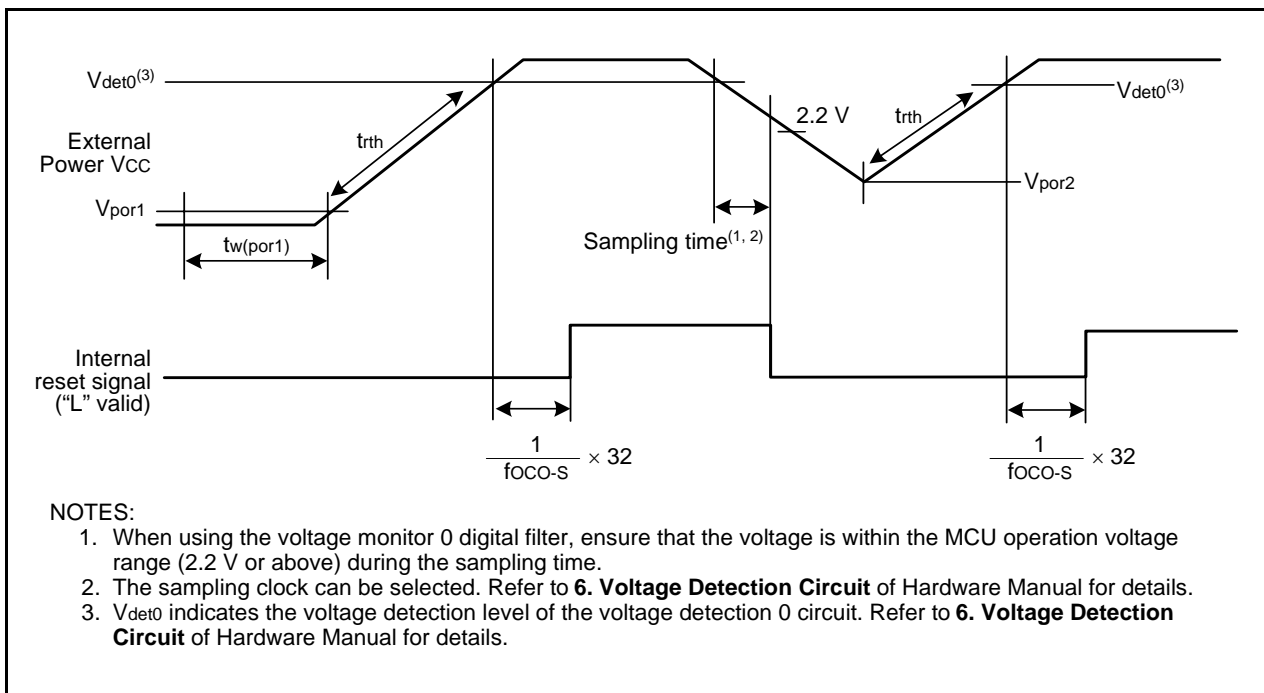 Vdet0(3)
External
Power VCC
trth
Vpor1
tw(por1)
2.2 V
Sampling time(1, 2)
trth
Vdet0(3)
Vpor2
Internal
reset signal
(“L” valid)
1
fOCO-S
× 32
1
fOCO-S
× 32
NOTES:
1. When using the voltage monitor 0 digital filter, ensure that the voltage is within the MCU operation voltage
range (2.2 V or above) during the sampling time.
2. The sampling clock can be selected. Refer to 6. Voltage Detection Circuit of Hardware Manual for details.
3. Vdet0 indicates the voltage detection level of the voltage detection 0 circuit. Refer to 6. Voltage Detection
Circuit of Hardware Manual for details.